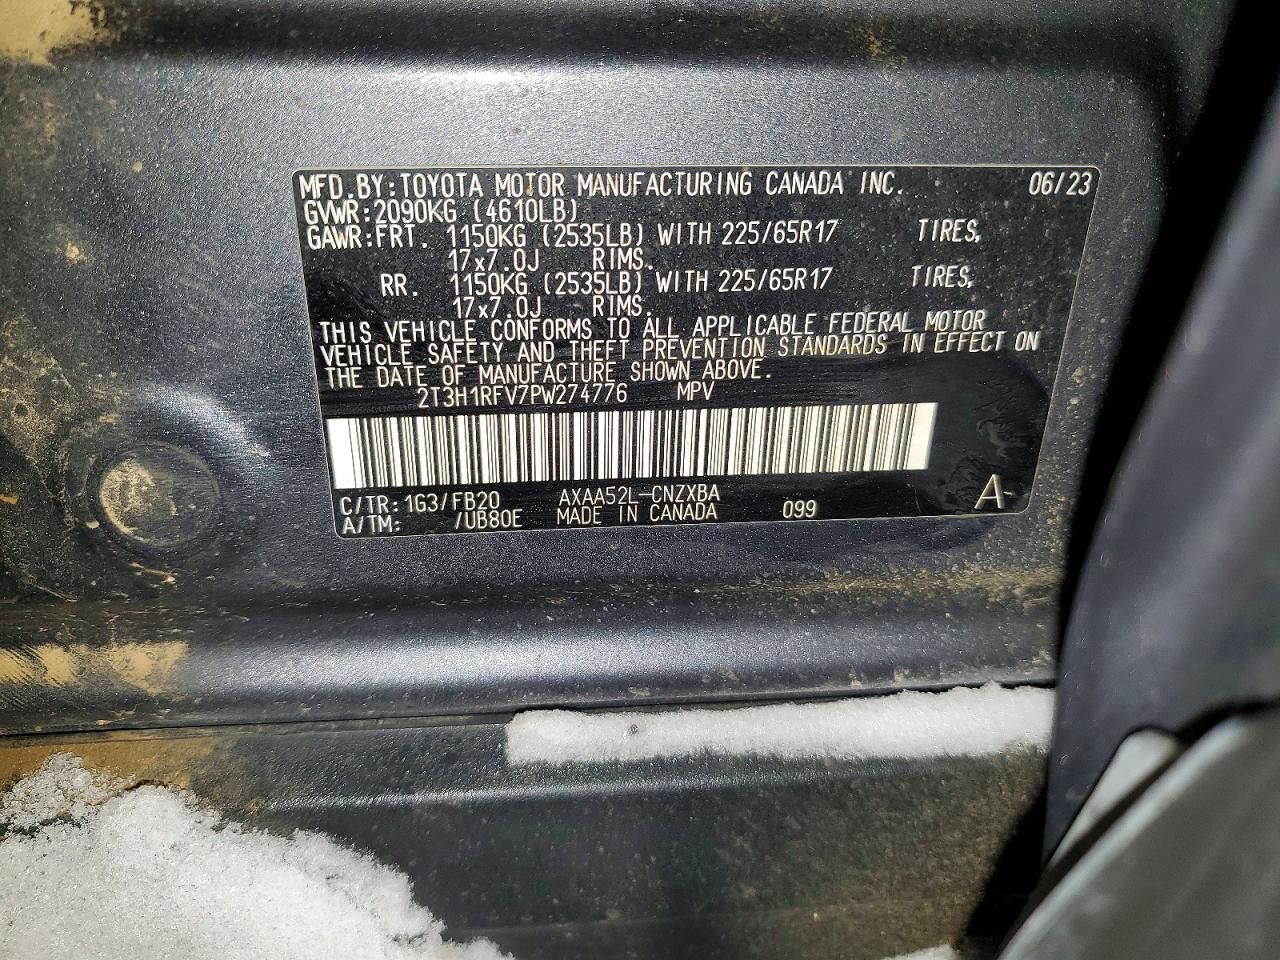 MFD.BY:TOYOTA MOTOR MANUFACTURING CANADA INC. 06/23
GVWR:2090KG (4610LB)
GAWR:FRT. 1150KG (2535LB) WITH 225/65R17 TIRES,
17x7.0J RIMS.
RR. 1150KG (2535LB) WITH 225/65R17 TIRES,
17x7.0J RIMS.
THIS VEHICLE CONFORMS TO ALL APPLICABLE FEDERAL MOTOR
VEHICLE SAFETY AND THEFT PREVENTION STANDARDS IN EFFECT ON
THE DATE OF MANUFACTURE SHOWN ABOVE.
2T3H1RFV7PW274776 MPV
C/TR:1G3/FB20 AXAA52L-CNZXBA
A/TM: /UB80E MADE IN CANADA 099 A-